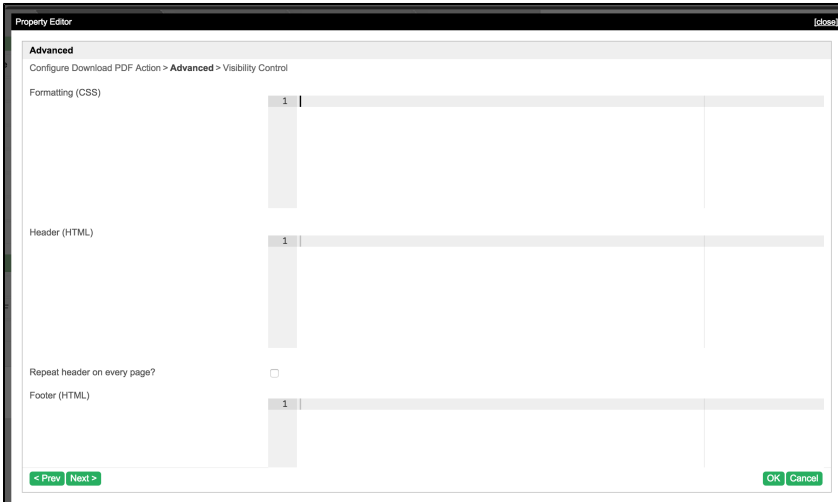 Property Editor [close]
Advanced
Configure Download PDF Action > Advanced > Visibility Control
Formatting (CSS)
1
Header (HTML)
1
Repeat header on every page?
Footer (HTML)
1
< Prev Next > OK Cancel